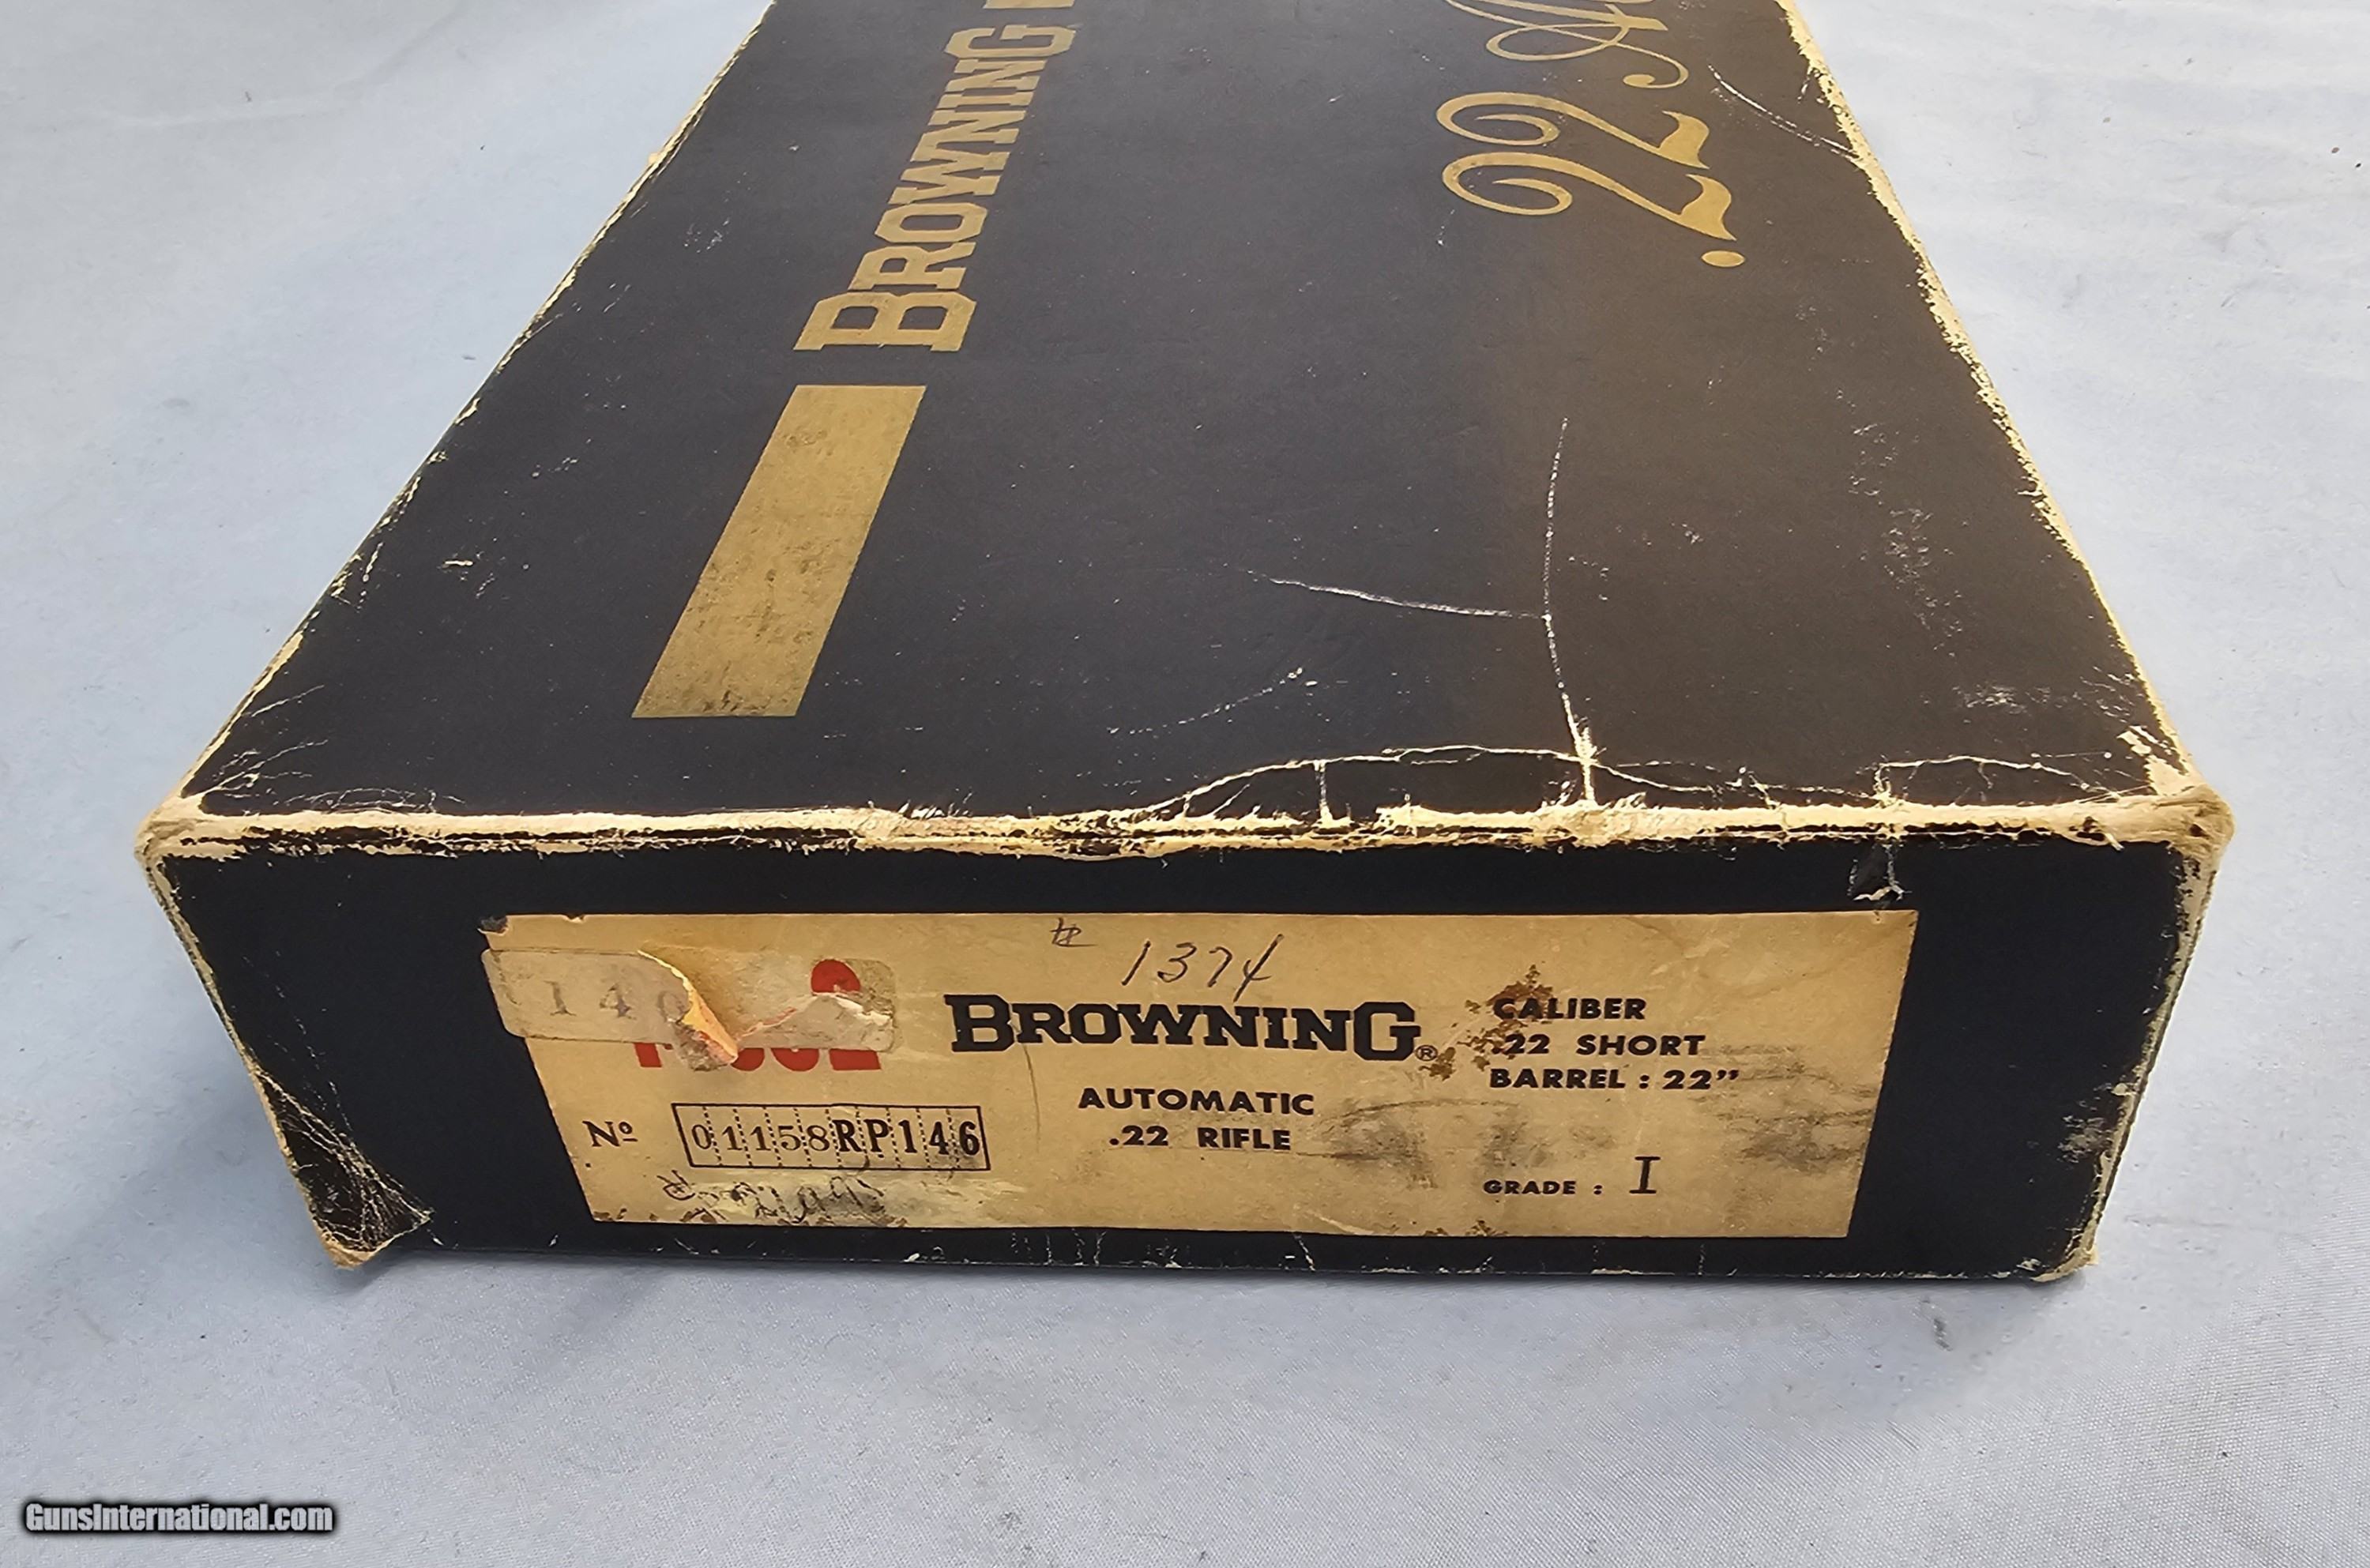 BROWNING
.22
# 1374
140
BROWNING®
AUTOMATIC
.22 RIFLE
CALIBER
.22 SHORT
BARREL : 22"
Nº 01158RP146
GRADE : I
GunsInternational.com